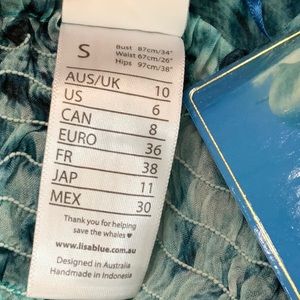 S
Bust 87cm/34"
Waist 67cm/26"
Hips 97cm/38"
AUS/UK 10
US 6
CAN 8
EURO 36
FR 38
JAP 11
MEX 30
Thank you for helping
save the whales ♥
www.lisablue.com.au
Designed in Australia
Handmade in Indonesia